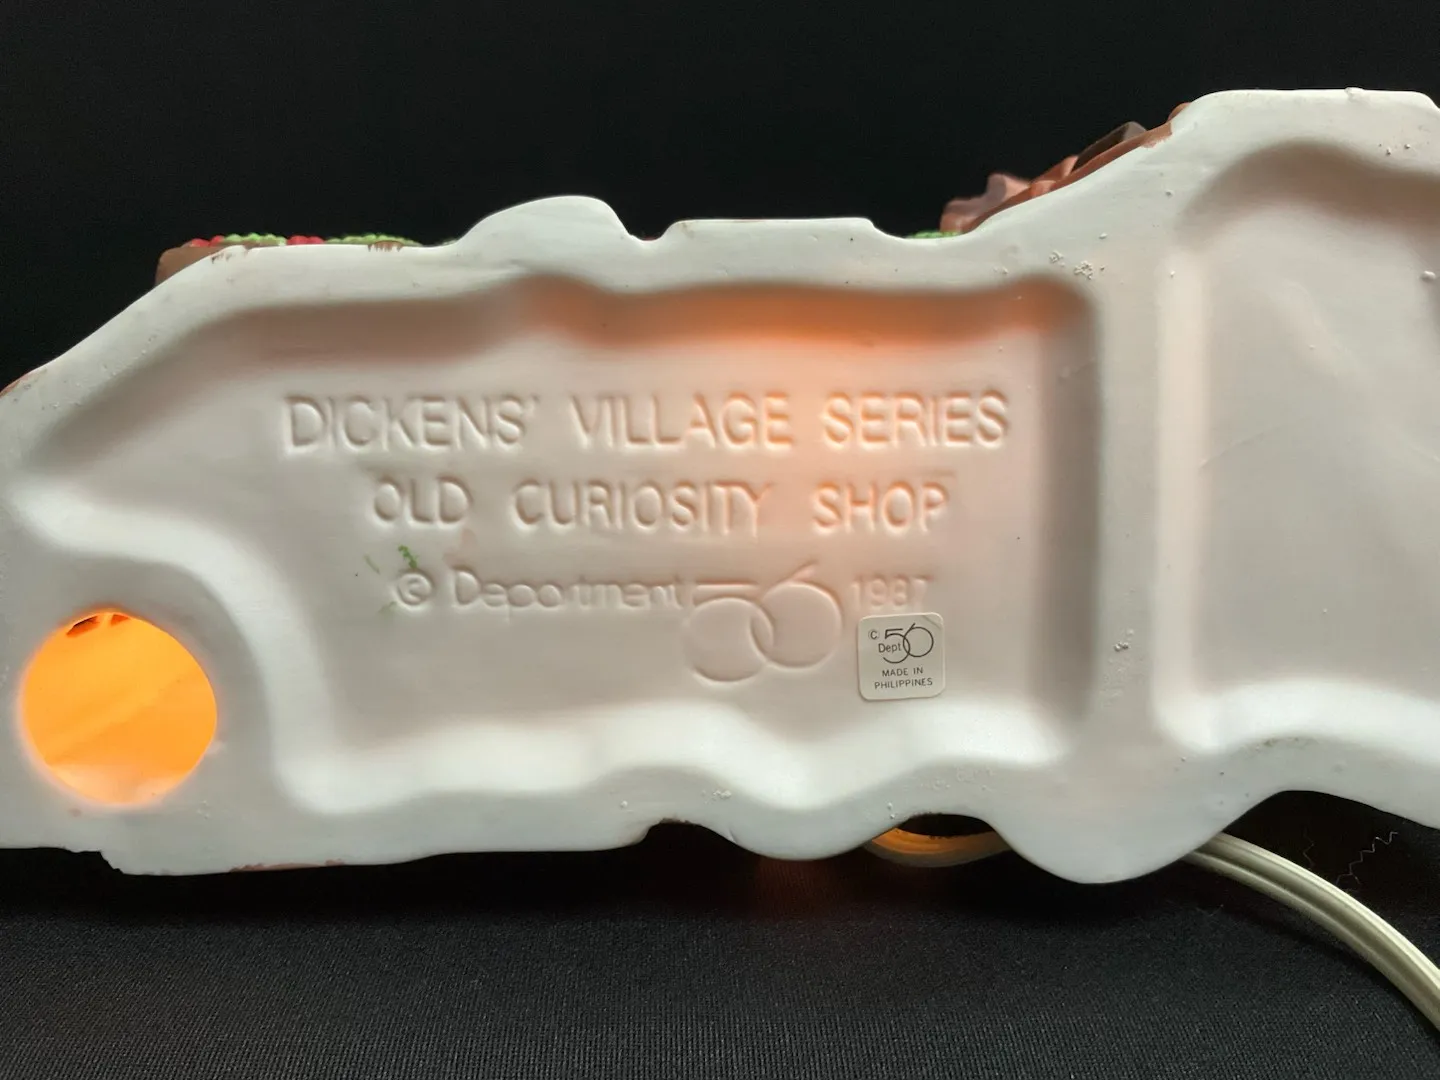 DICKENS' VILLAGE SERIES
OLD CURIOSITY SHOP
© Department 56 1987
© Dept 56
MADE IN
PHILIPPINES